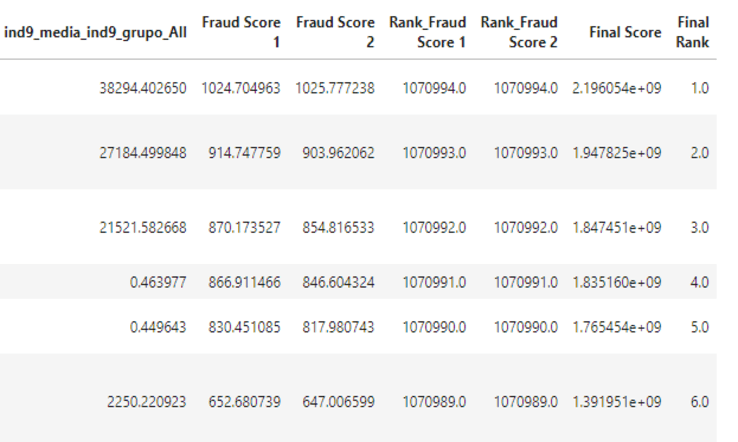 ind9_media_ind9_grupo_All Fraud Score 1 Fraud Score 2 Rank_Fraud Score 1 Rank_Fraud Score 2 Final Score Final Rank
38294.402650 1024.704963 1025.777238 1070994.0 1070994.0 2.196054e+09 1.0
27184.499848 914.747759 903.962062 1070993.0 1070993.0 1.947825e+09 2.0
21521.582668 870.173527 854.816533 1070992.0 1070992.0 1.847451e+09 3.0
0.463977 866.911466 846.604324 1070991.0 1070991.0 1.835160e+09 4.0
0.449643 830.451085 817.980743 1070990.0 1070990.0 1.765454e+09 5.0
2250.220923 652.680739 647.006599 1070989.0 1070989.0 1.391951e+09 6.0